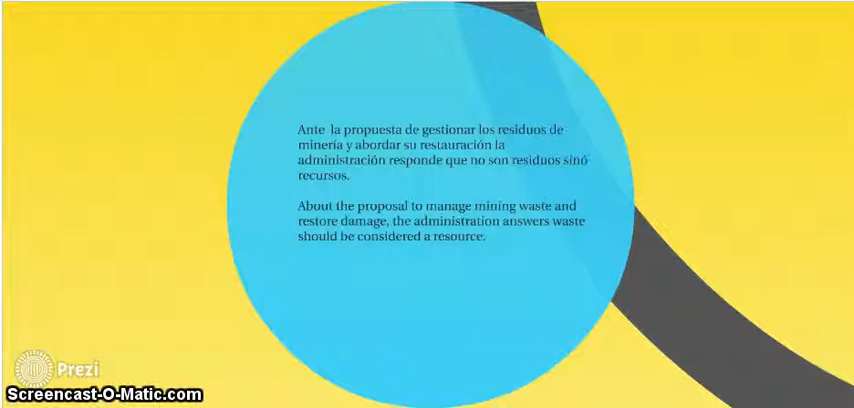 Ante la propuesta de gestionar los residuos de
minería y abordar su restauración la
administración responde que no son residuos sinó
recursos.
About the proposal to manage mining waste and
restore damage, the administration answers waste
should be considered a resource.
Prezi
Screencast-O-Matic.com